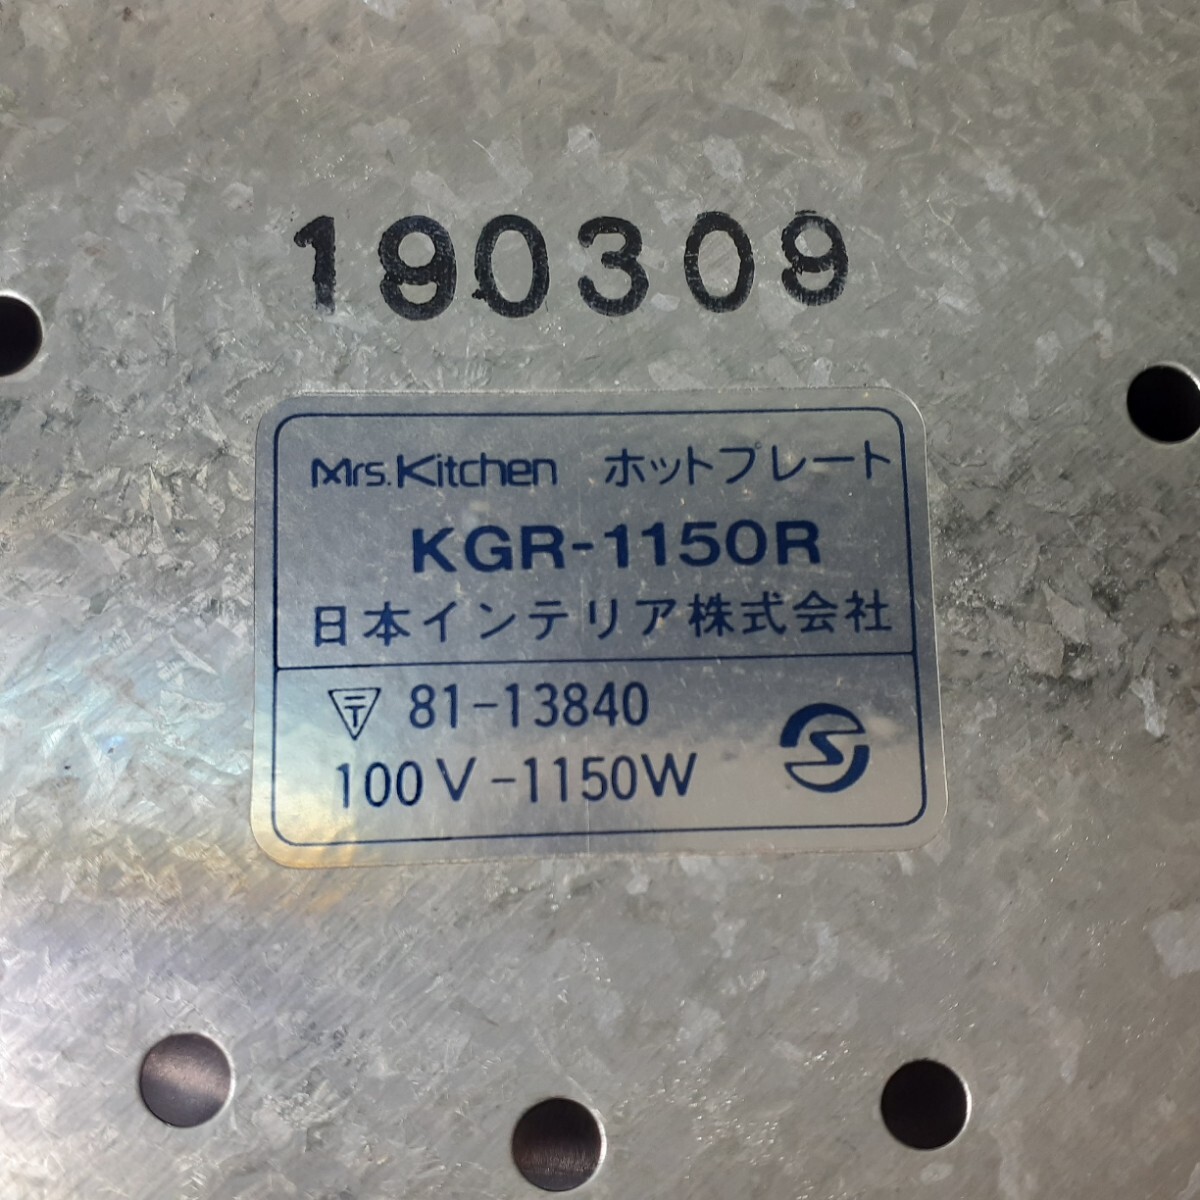 190309
Mrs. Kitchen ホットプレート
KGR-1150R
日本インテリア株式会社
〒 81-13840
100V-1150W